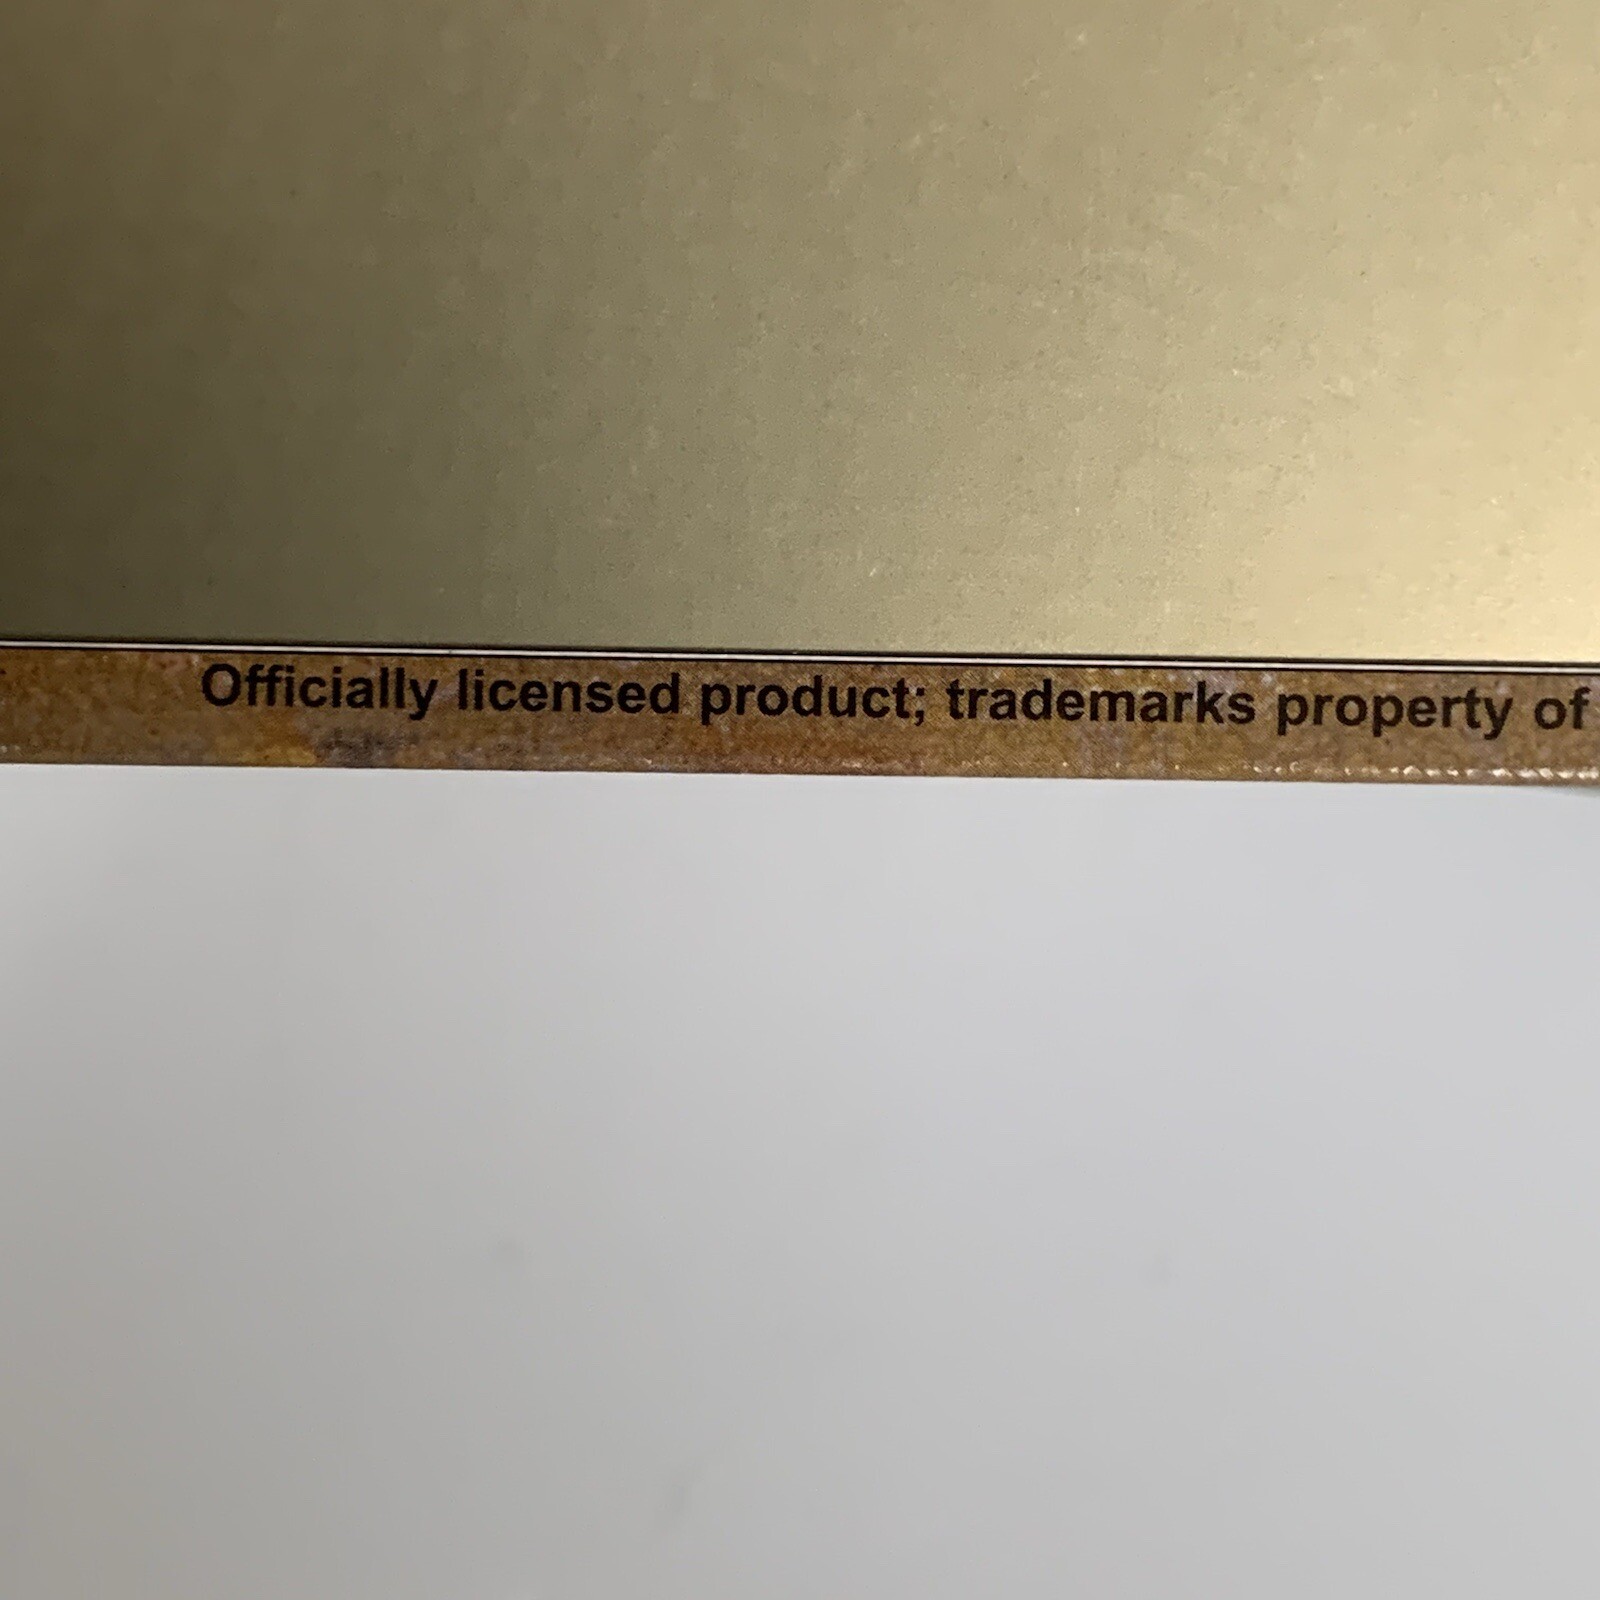 Officially licensed product; trademarks property of